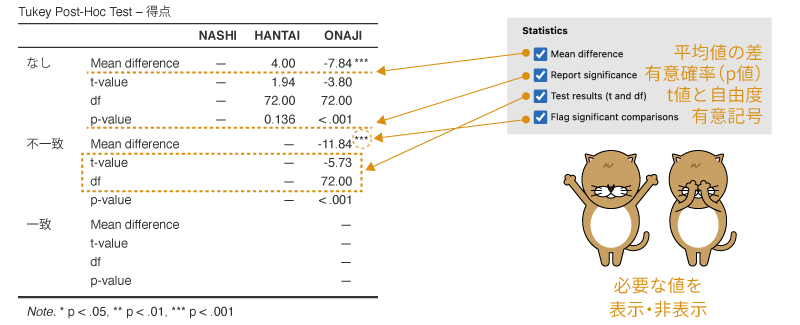 Tukey Post-Hoc Test – 得点
NASHI HANTAI ONAJI
なし Mean difference — 4.00 -7.84 ***
t-value — 1.94 -3.80
df — 72.00 72.00
p-value — 0.136 < .001
不一致 Mean difference — -11.84 ***
t-value — -5.73
df — 72.00
p-value — < .001
一致 Mean difference —
t-value —
df —
p-value —
Note. * p < .05, ** p < .01, *** p < .001
Statistics
Mean difference 平均値の差
Report significance 有意確率(p値)
Test results (t and df) t値と自由度
Flag significant comparisons 有意記号
必要な値を
表示・非表示